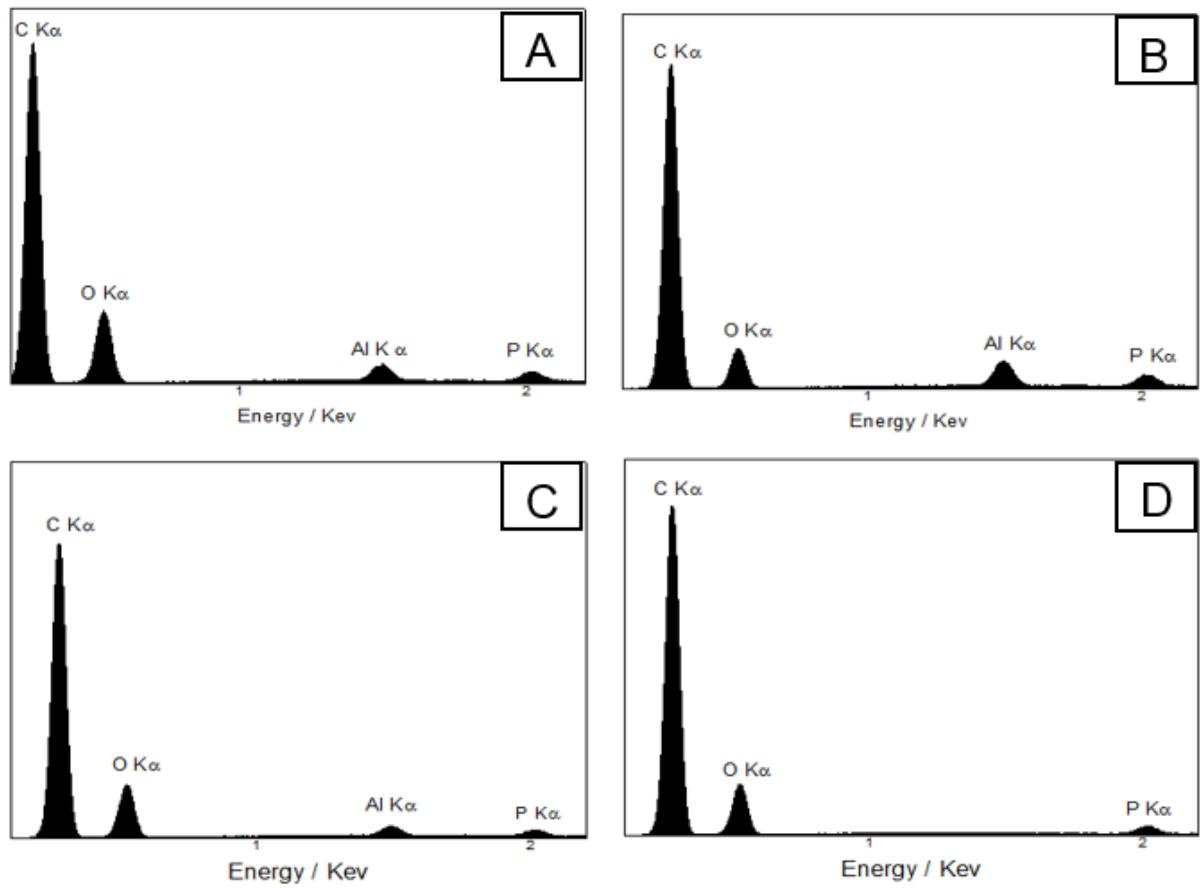 C Kα
A
O Kα
Al K α
P Kα
1
2
Energy / Kev
C Kα
B
O Kα
Al Kα
P Kα
1
2
Energy / Kev
C Kα
C
O Kα
Al Kα
P Kα
1
2
Energy / Kev
C Kα
D
O Kα
P Kα
1
2
Energy / Kev